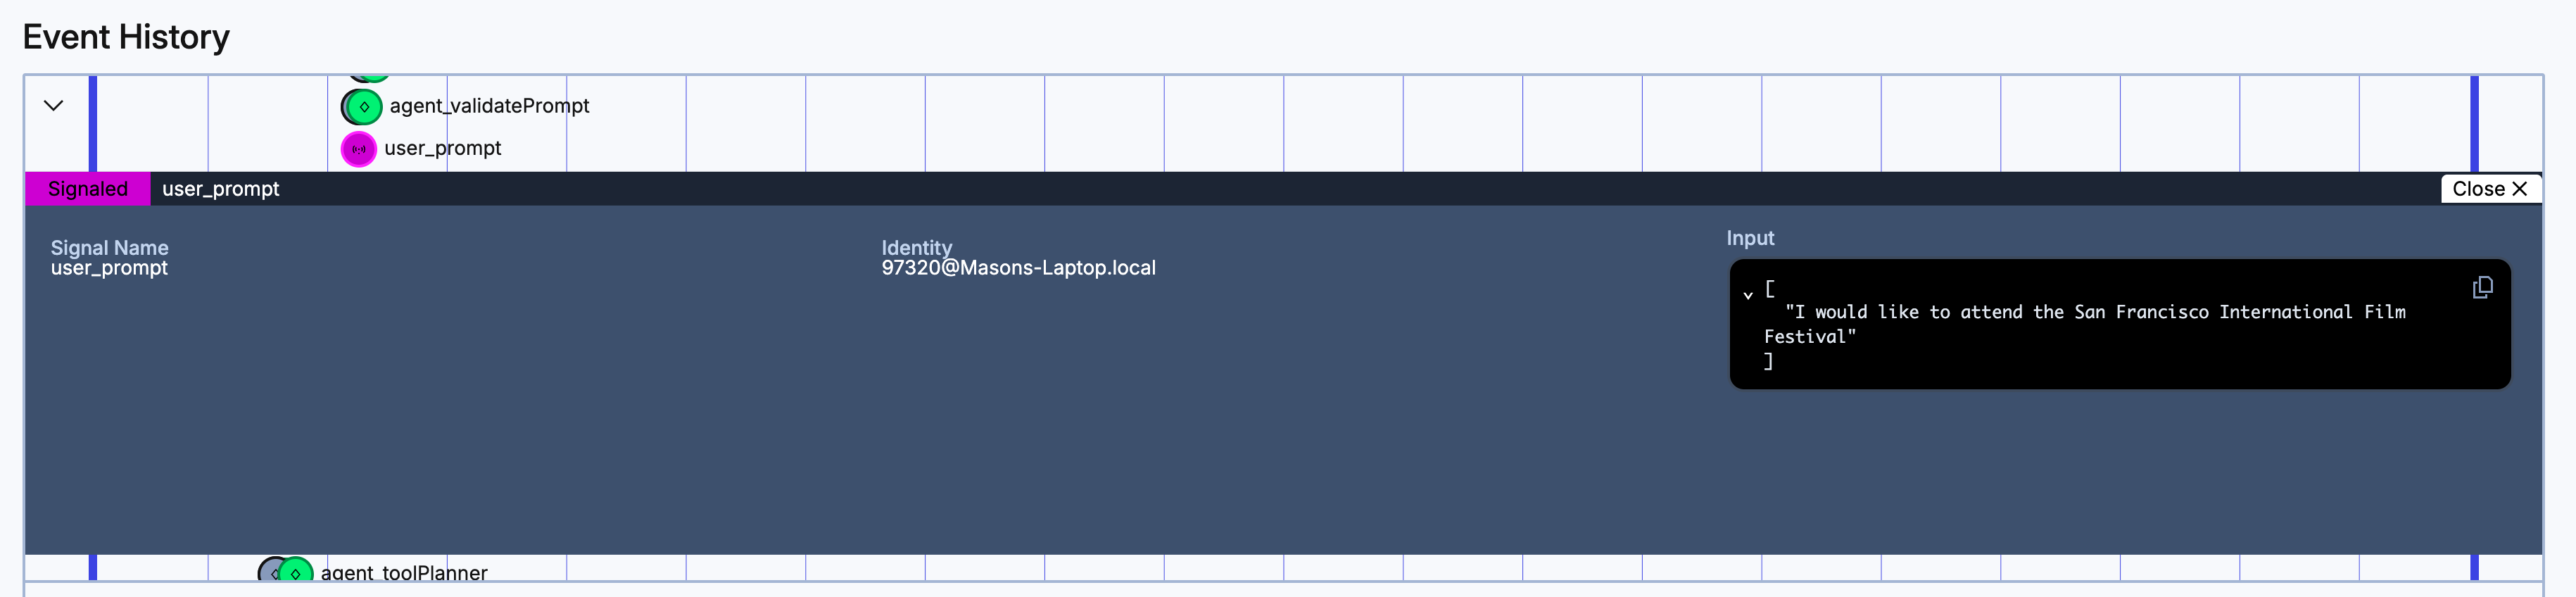 Event History
agent_validatePrompt
user_prompt
Signaled user_prompt Close
Signal Name
user_prompt
Identity
97320@Masons-Laptop.local
Input
[
"I would like to attend the San Francisco International Film
Festival"
]
agent_toolPlanner